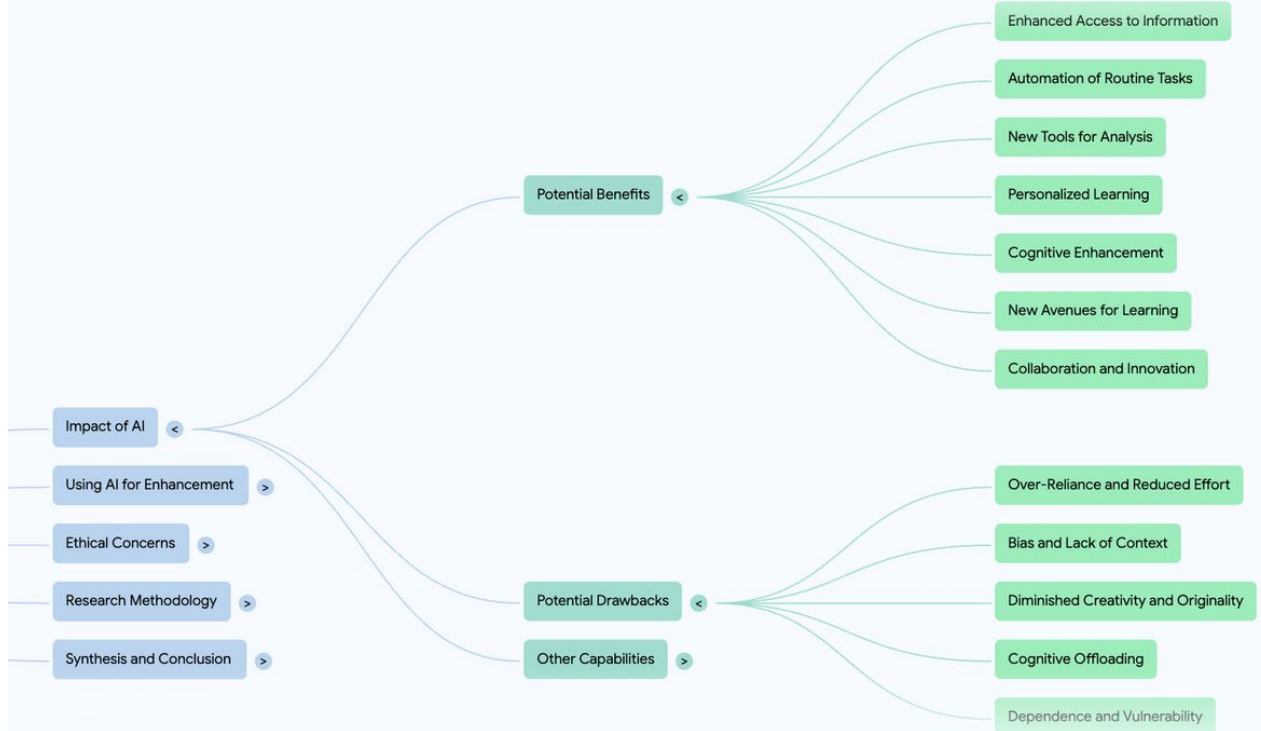 Impact of AI
<
Using AI for Enhancement
>
Ethical Concerns
>
Research Methodology
>
Synthesis and Conclusion
>
Potential Benefits
<
Enhanced Access to Information
Automation of Routine Tasks
New Tools for Analysis
Personalized Learning
Cognitive Enhancement
New Avenues for Learning
Collaboration and Innovation
Potential Drawbacks
<
Over-Reliance and Reduced Effort
Bias and Lack of Context
Diminished Creativity and Originality
Cognitive Offloading
Dependence and Vulnerability
Other Capabilities
>